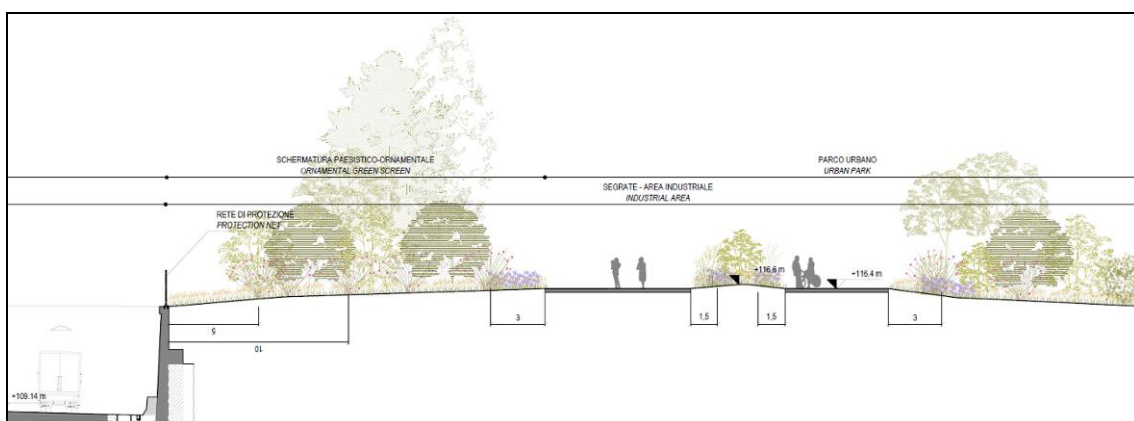 SCHERMATURA PAESISTICO-ORNAMENTALE
ORNAMENTAL GREEN SCREEN
PARCO URBANO
URBAN PARK
SEGRATE - AREA INDUSTRIALE
INDUSTRIAL AREA
RETE DI PROTEZIONE
PROTECTION NET
+116.6 m
+116.4 m
3
1,5
1,5
3
5
10
+109.14 m